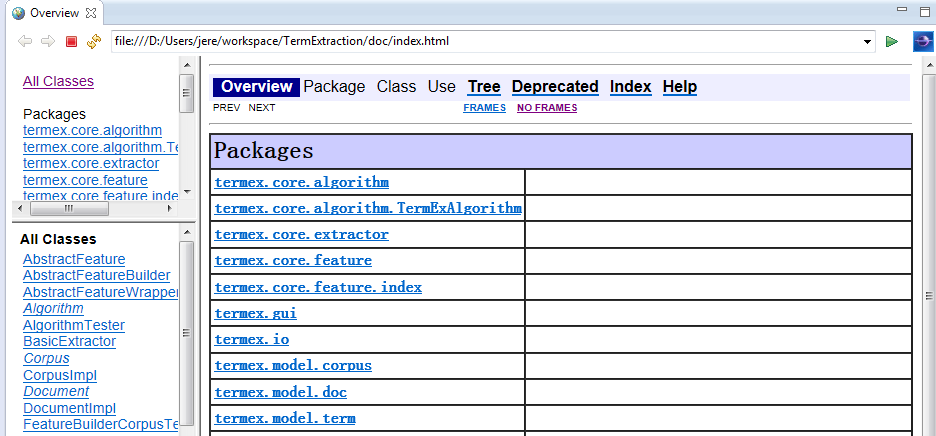 Overview
file:///D:/Users/jere/workspace/TermExtraction/doc/index.html
All Classes
Packages
termex.core.algorithm
termex.core.algorithm.Te
termex.core.extractor
termex.core.feature
termex.core.feature.inde
All Classes
AbstractFeature
AbstractFeatureBuilder
AbstractFeatureWrapper
Algorithm
AlgorithmTester
BasicExtractor
Corpus
CorpusImpl
Document
DocumentImpl
FeatureBuilderCorpusTe
Overview Package Class Use Tree Deprecated Index Help
PREV NEXT FRAMES NO FRAMES
Packages
termex.core.algorithm
termex.core.algorithm.TermExAlgorithm
termex.core.extractor
termex.core.feature
termex.core.feature.index
termex.gui
termex.io
termex.model.corpus
termex.model.doc
termex.model.term